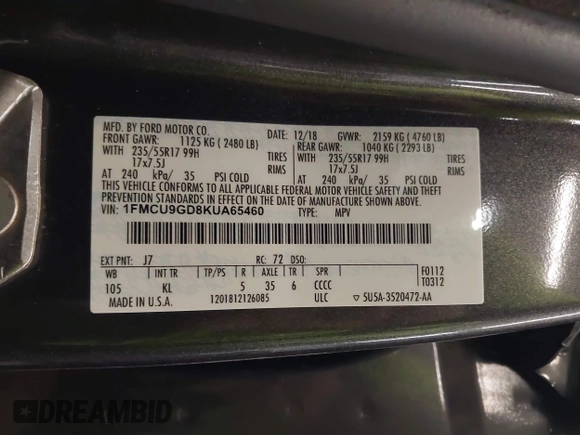 MFD. BY FORD MOTOR CO. 12/18 GVWR: 2159 KG ( 4760 LB)
FRONT GAWR: 1125 KG ( 2480 LB) REAR GAWR: 1040 KG ( 2293 LB)
WITH 235/55R17 99H TIRES WITH 235/55R17 99H TIRES
17x7.5J RIMS 17x7.5J RIMS
AT 240 kPa/ 35 PSI COLD AT 240 kPa/ 35 PSI COLD
THIS VEHICLE CONFORMS TO ALL APPLICABLE FEDERAL MOTOR VEHICLE SAFETY, BUMPER,
AND THEFT PREVENTION STANDARDS IN EFFECT ON THE DATE OF MANUFACTURE SHOWN ABOVE.
VIN: 1FMCU9GD8KUA65460 TYPE: MPV
EXT PNT: J7 RC: 72 DSO:
WB INT TR TP/PS R AXLE TR SPR F0112
105 KL 5 35 6 CCCC T0312
MADE IN U.S.A. 1201812126085 ULC ▽ 5U5A-3520472-AA
DREAMBID